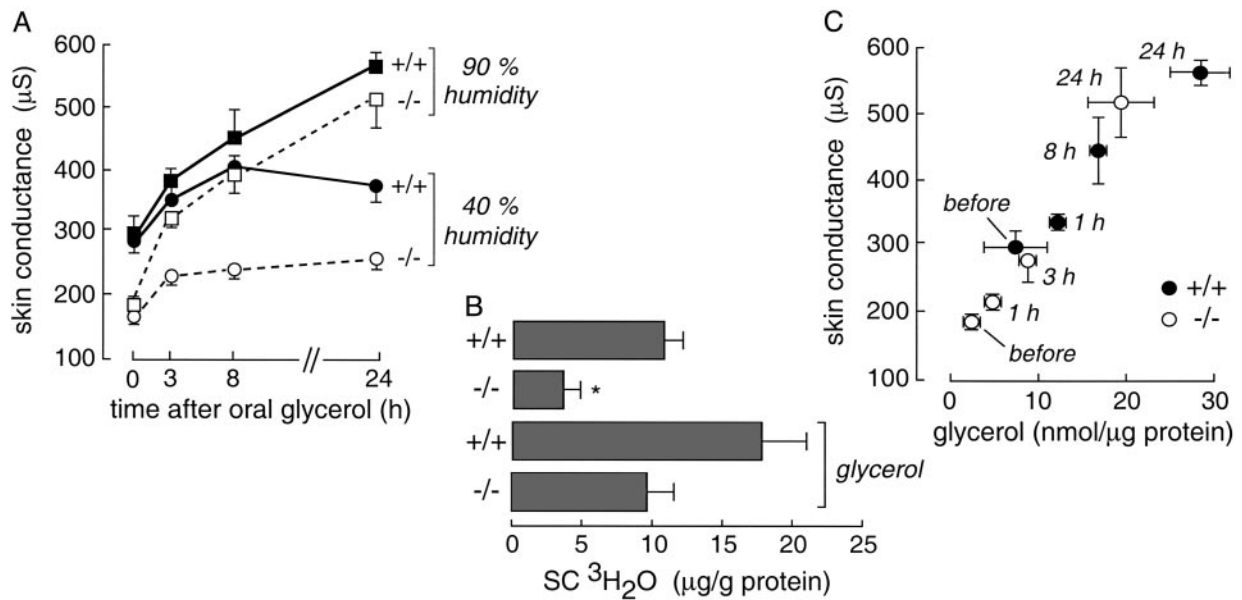 A
skin conductance (μS)
600
500
400
300
200
100
0
3
8
//
24
time after oral glycerol (h)
+/+
-/-
90 %
humidity
+/+
-/-
40 %
humidity
B
+/+
-/-
*
+/+
-/-
glycerol
0
5
10
15
20
25
SC ³H₂O (μg/g protein)
C
skin conductance (μS)
600
500
400
300
200
100
24 h
24 h
8 h
before
1 h
3 h
1 h
before
+/+
-/-
0
10
20
30
glycerol (nmol/μg protein)